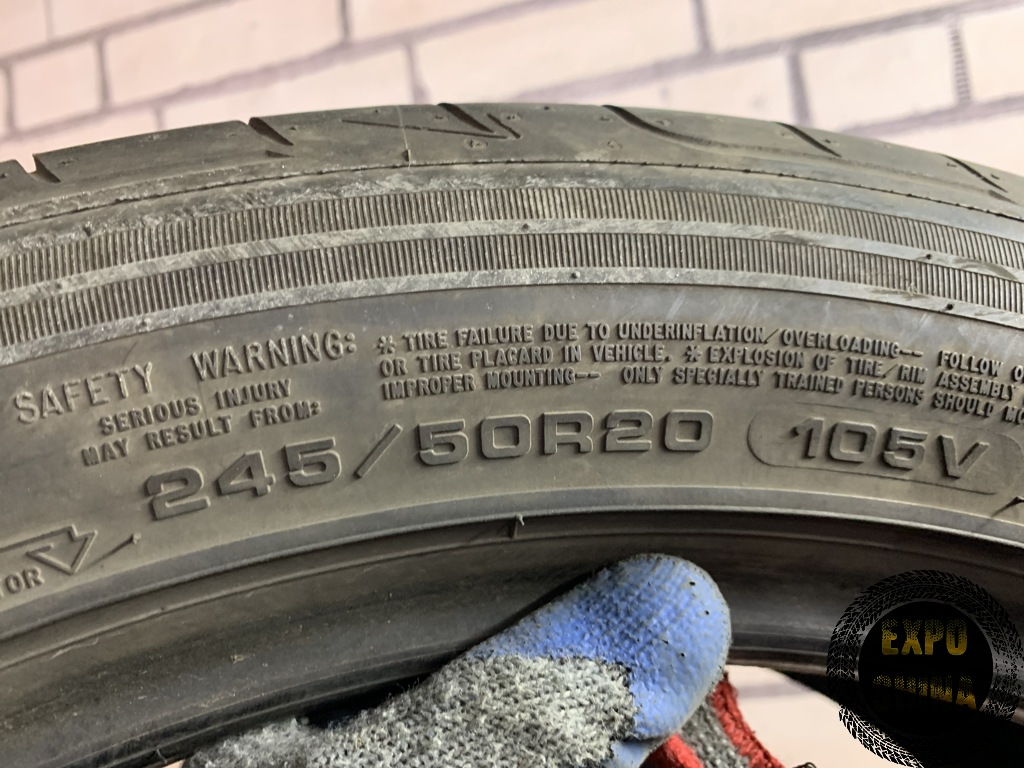 SAFETY WARNING:
SERIOUS INJURY
MAY RESULT FROM:
* TIRE FAILURE DUE TO UNDERINFLATION/OVERLOADING-- FOLLOW
OR TIRE PLACARD IN VEHICLE. * EXPLOSION OF TIRE/RIM ASSEMBLY
IMPROPER MOUNTING-- ONLY SPECIALLY TRAINED PERSONS SHOULD
245/50R20 105V
EXPO